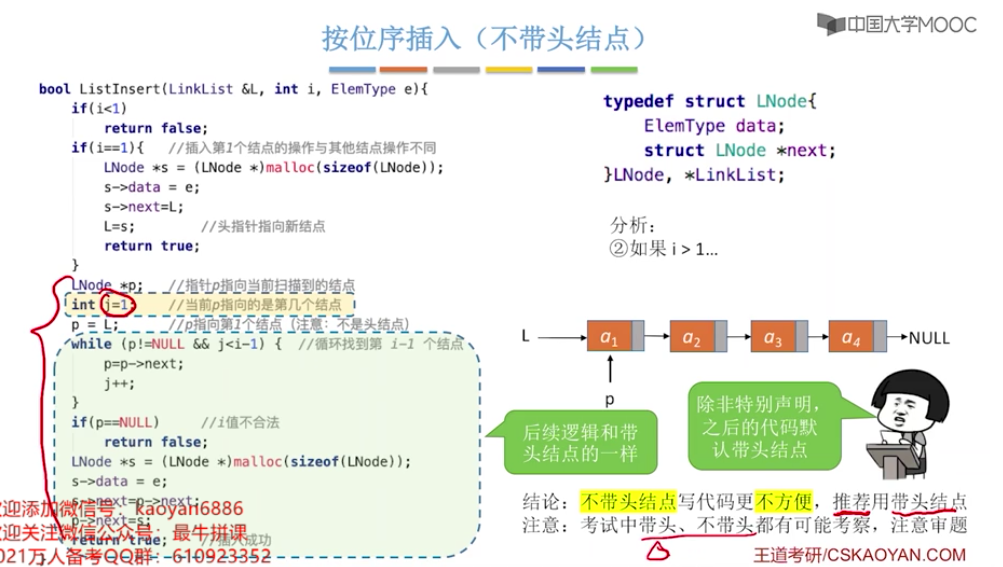 中国大学MOOC
按位序插入（不带头结点）
bool ListInsert(LinkList &L, int i, ElemType e){
if(i<1)
return false;
if(i==1){ //插入第1个结点的操作与其他结点操作不同
LNode *s = (LNode *)malloc(sizeof(LNode));
s->data = e;
s->next=L;
L=s; //头指针指向新结点
return true;
}
LNode *p; //指针p指向当前扫描到的结点
int j=1; //当前p指向的是第几个结点
p = L; //p指向第1个结点（注意：不是头结点）
while (p!=NULL && j<i-1) { //循环找到第 i-1 个结点
p=p->next;
j++;
}
if(p==NULL) //i值不合法
return false;
LNode *s = (LNode *)malloc(sizeof(LNode));
s->data = e;
s->next=p->next;
p->next=s;
return true; //插入成功
}
迎添加微信号：kaoyan6886
迎关注微信公众号：最牛拼课
021万人备考QQ群：610923352
typedef struct LNode{
ElemType data;
struct LNode *next;
}LNode, *LinkList;
分析：
②如果 i > 1…
L a1 a2 a3 a4 NULL
p
后续逻辑和带
头结点的一样
除非特别声明，
之后的代码默
认带头结点
结论：不带头结点写代码更不方便，推荐用带头结点
注意：考试中带头、不带头都有可能考察，注意审题
王道考研/CSKAOYAN.COM